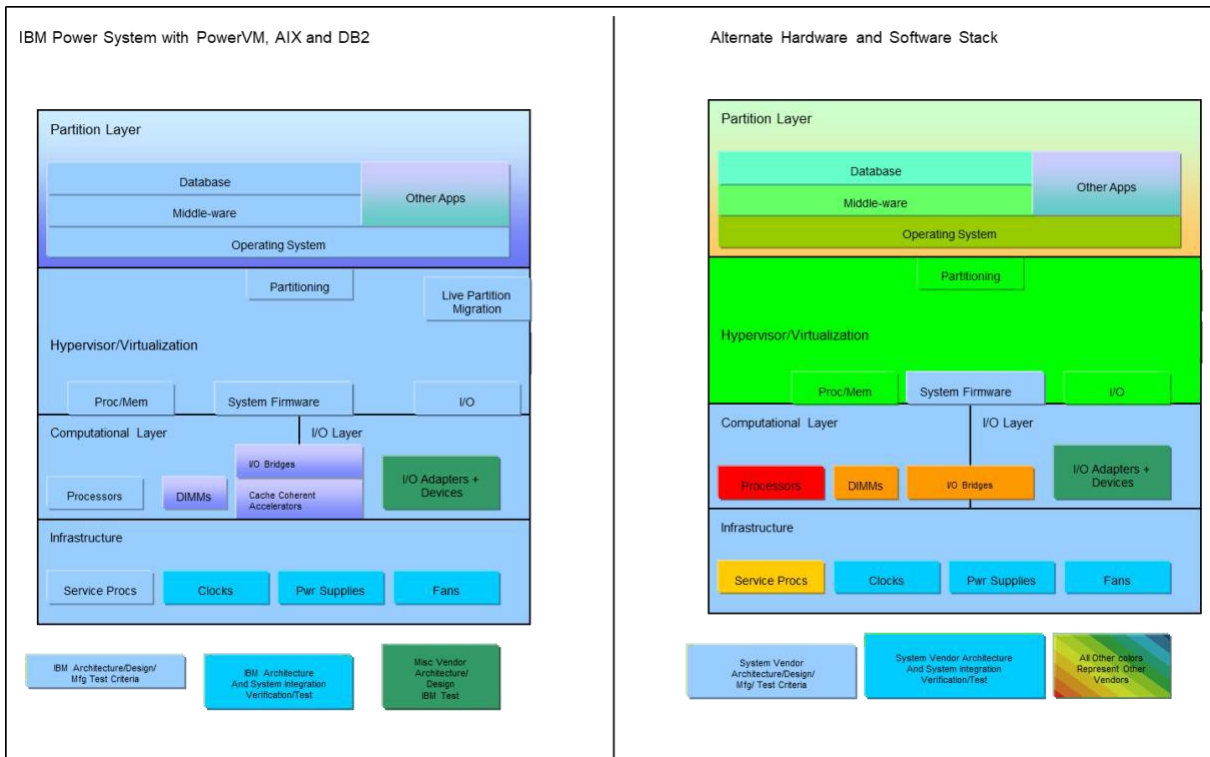 IBM Power System with PowerVM, AIX and DB2
Partition Layer
Database
Other Apps
Middle-ware
Operating System
Partitioning
Live Partition
Migration
Hypervisor/Virtualization
Proc/Mem
System Firmware
I/O
Computational Layer
I/O Layer
I/O Bridges
Processors
DIMMs
Cache Coherent
Accelerators
I/O Adapters +
Devices
Infrastructure
Service Procs
Clocks
Pwr Supplies
Fans
IBM Architecture/Design/
Mfg Test Criteria
IBM Architecture
And System Integration
Verification/Test
Misc Vendor
Architecture/
Design
IBM Test
Alternate Hardware and Software Stack
Partition Layer
Database
Other Apps
Middle-ware
Operating System
Partitioning
Hypervisor/Virtualization
Proc/Mem
System Firmware
I/O
Computational Layer
I/O Layer
Processors
DIMMs
I/O Bridges
I/O Adapters +
Devices
Infrastructure
Service Procs
Clocks
Pwr Supplies
Fans
System Vendor
Architecture/Design/
Mfg/ Test Criteria
System Vendor Architecture
And System Integration
Verification/Test
All Other colors
Represent Other
Vendors